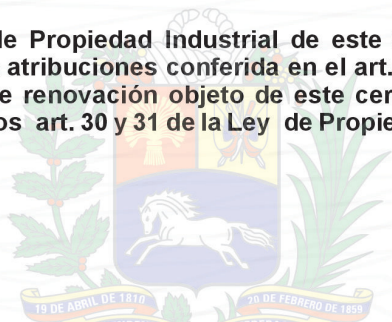 de Propiedad Industrial de este
atribuciones conferida en el art.
e renovación objeto de este cer
os art. 30 y 31 de la Ley de Propie
19 DE ABRIL DE 1810
20 DE FEBRERO DE 1859